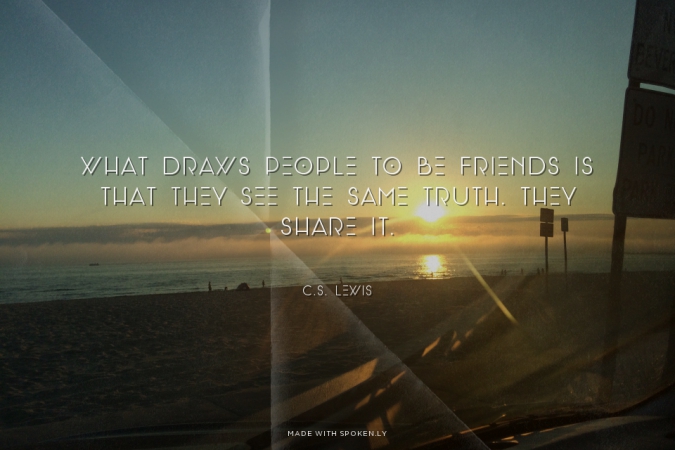 WHAT DRAWS PEOPLE TO BE FRIENDS IS
THAT THEY SEE THE SAME TRUTH. THEY
SHARE IT.
C.S. LEWIS
MADE WITH SPOKEN.LY